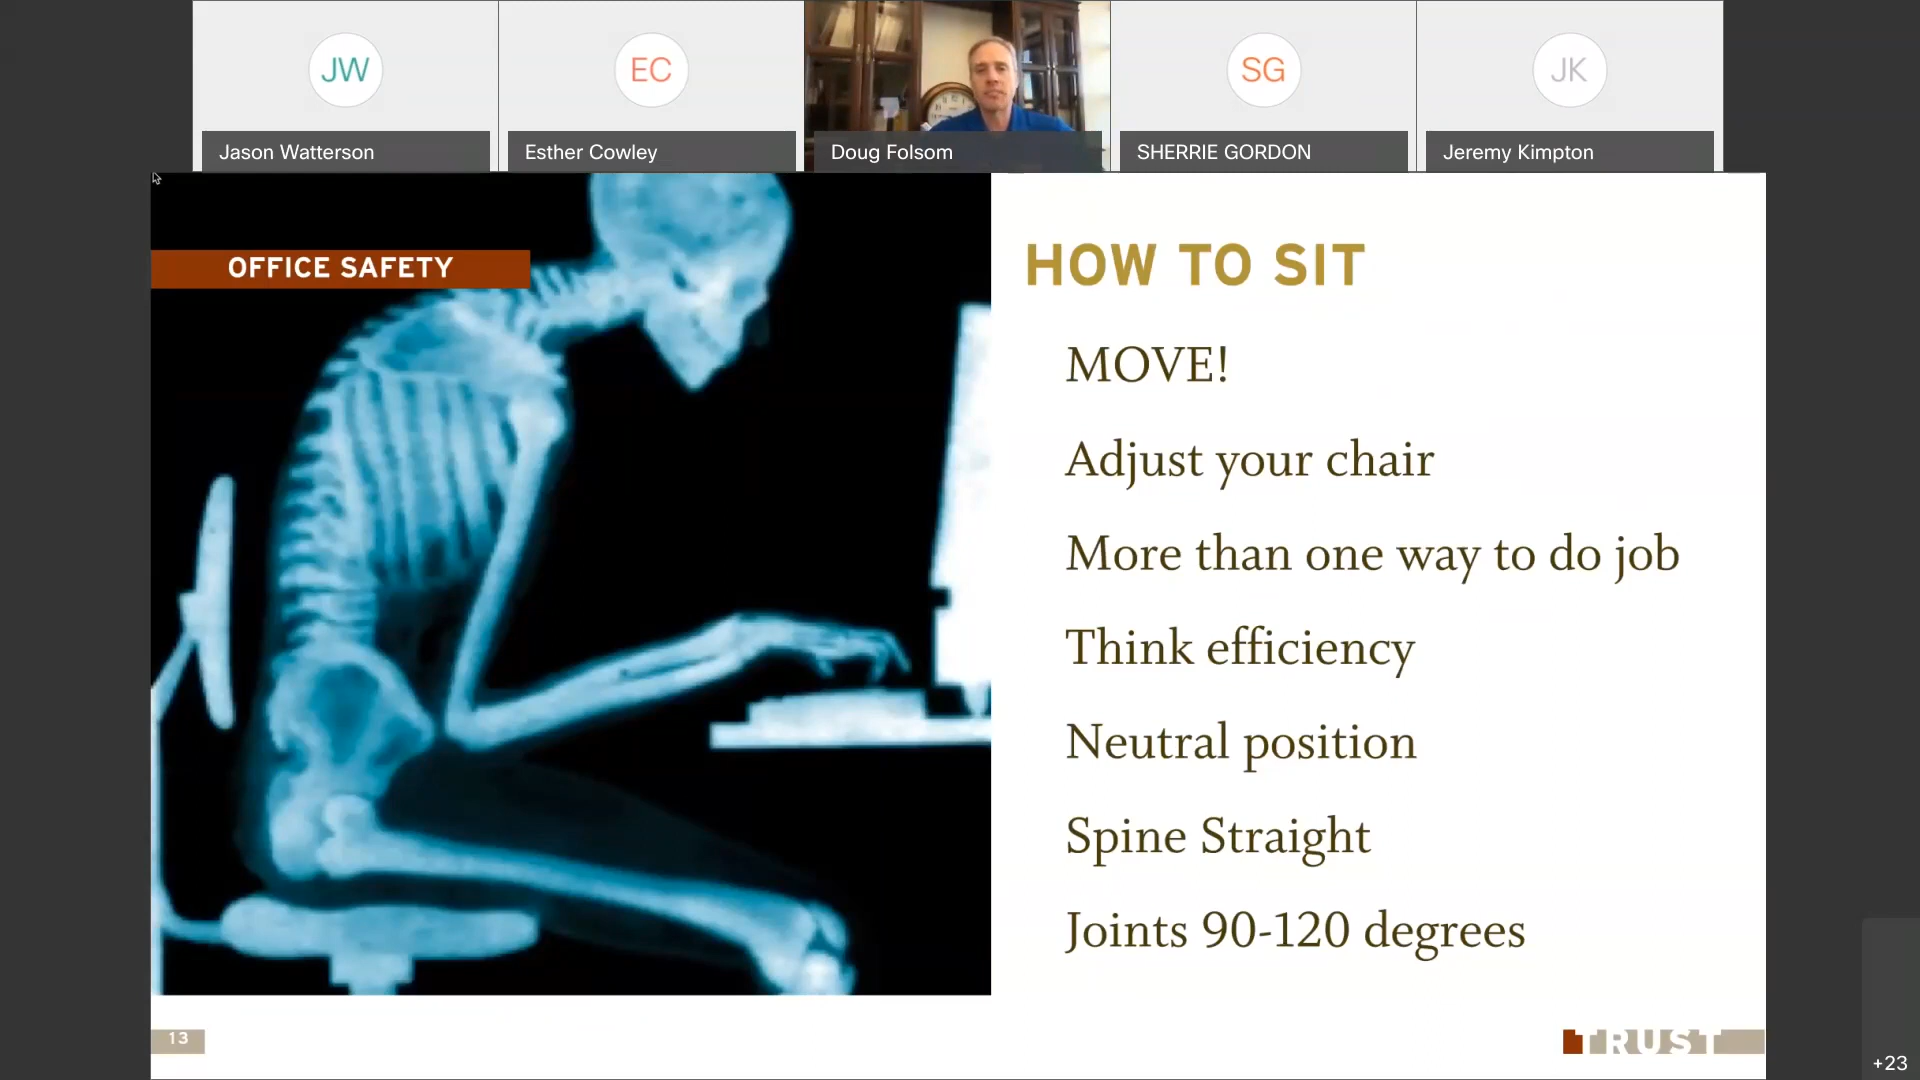 JW
EC
SG
JK
Jason Watterson
Esther Cowley
Doug Folsom
SHERRIE GORDON
Jeremy Kimpton
OFFICE SAFETY
HOW TO SIT
MOVE!
Adjust your chair
More than one way to do job
Think efficiency
Neutral position
Spine Straight
Joints 90-120 degrees
13
TRUST
+23